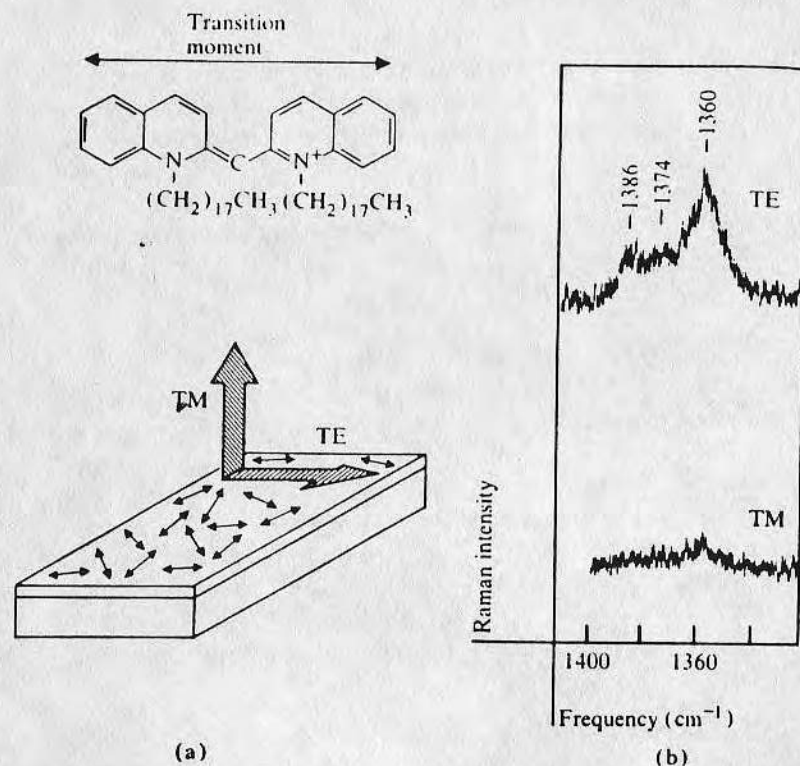 Transition
moment
N C N⁺
(CH₂)₁₇CH₃ (CH₂)₁₇CH₃
TM
TE
(a)
–1386
–1374
–1360
TE
TM
Raman intensity
1400 1360
Frequency (cm⁻¹)
(b)